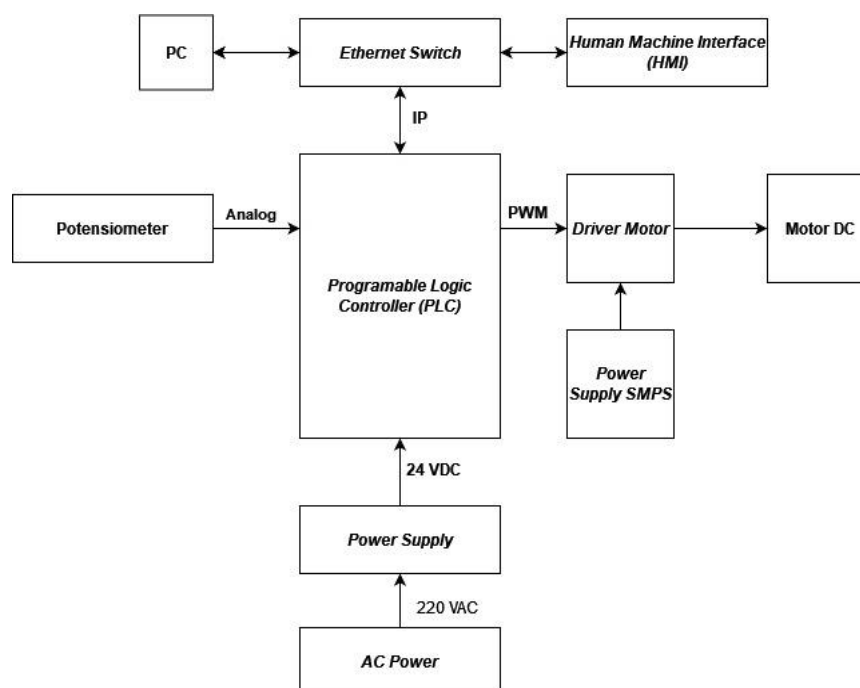 PC
Ethernet Switch
Human Machine Interface
(HMI)
IP
Potensiometer
Analog
Programable Logic
Controller (PLC)
PWM
Driver Motor
Motor DC
Power
Supply SMPS
24 VDC
Power Supply
220 VAC
AC Power